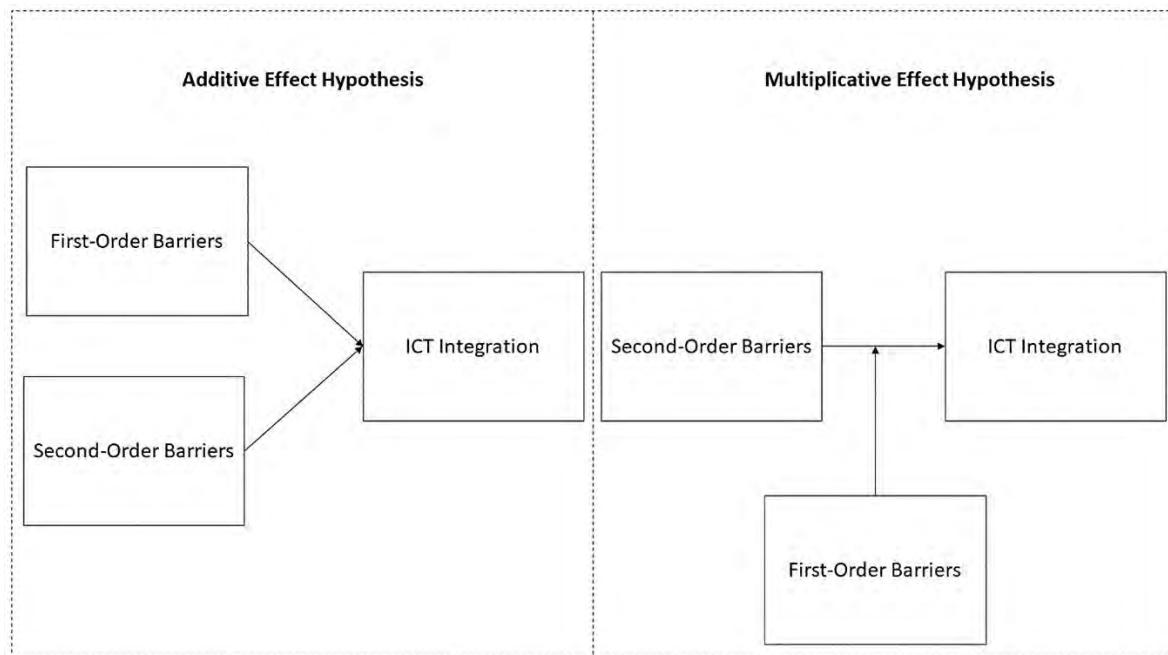 Additive Effect Hypothesis
First-Order Barriers
Second-Order Barriers
ICT Integration
Multiplicative Effect Hypothesis
Second-Order Barriers
ICT Integration
First-Order Barriers